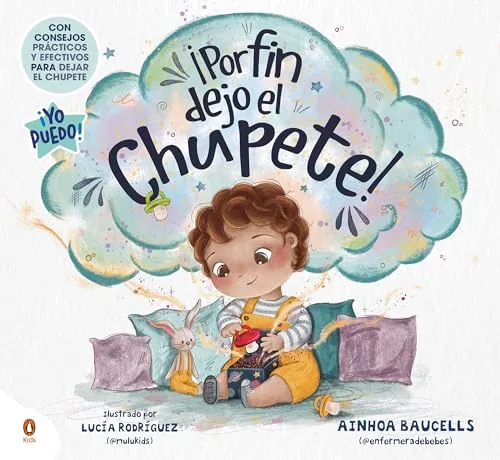 CON
CONSEJOS
PRÁCTICOS
Y EFECTIVOS
PARA DEJAR
EL CHUPETE
¡YO
PUEDO!
¡Por fin
dejo el
Chupete!
Ilustrado por
LUCÍA RODRÍGUEZ
(@mulukids)
AINHOA BAUCELLS
(@enfermeradebebes)
Kids